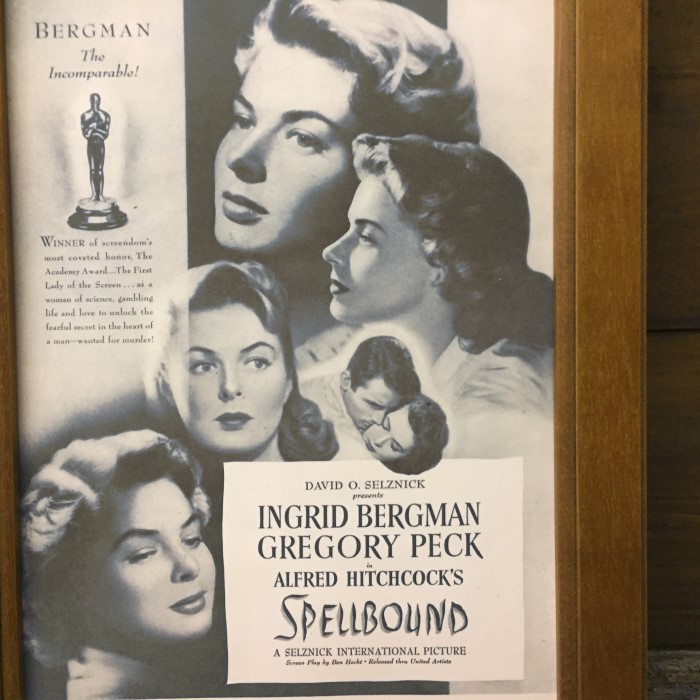 BERGMAN
The
Incomparable!
WINNER of screendom's
most coveted honor, The
Academy Award...The First
Lady of the Screen...as a
woman of science, gambling
life and love to unlock the
fearful secret in the heart of
a man—wanted for murder!
DAVID O. SELZNICK
presents
INGRID BERGMAN
GREGORY PECK
in
ALFRED HITCHCOCK'S
SPELLBOUND
A SELZNICK INTERNATIONAL PICTURE
Screen Play by Ben Hecht • Released thru United Artists